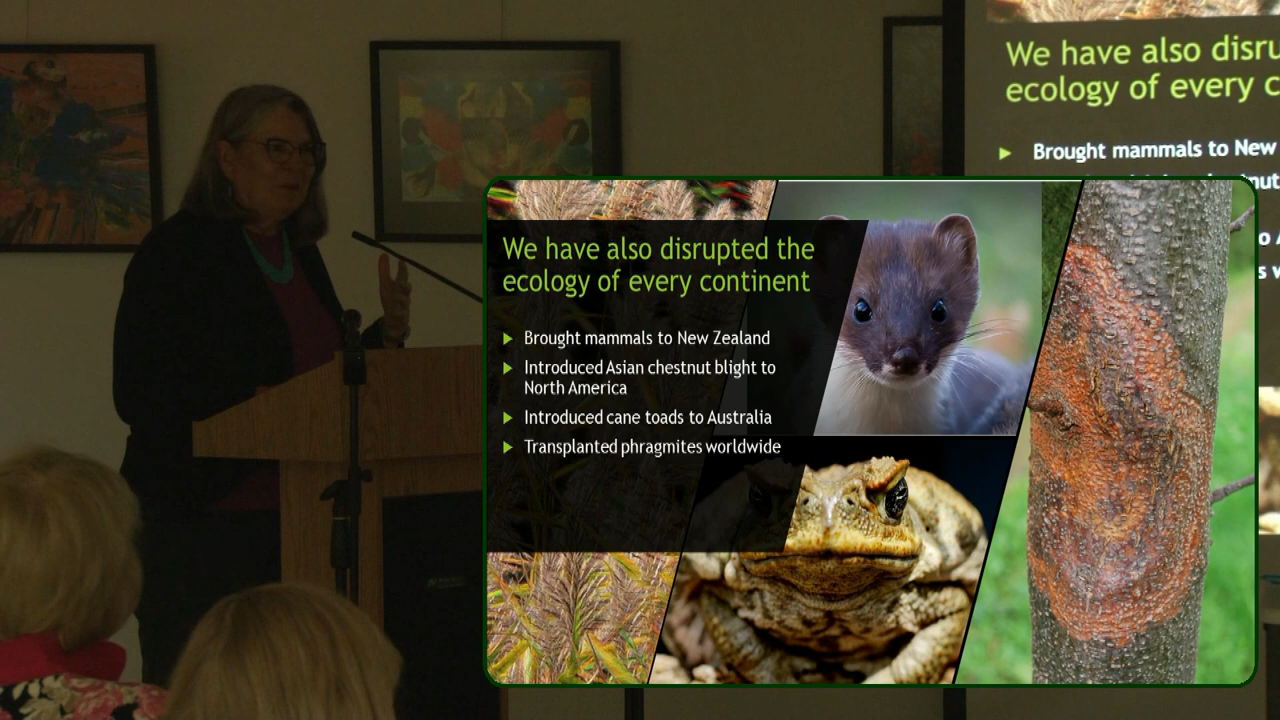 We have also disru
ecology of every c
Brought mammals to New
We have also disrupted the
ecology of every continent
Brought mammals to New Zealand
Introduced Asian chestnut blight to
North America
Introduced cane toads to Australia
Transplanted phragmites worldwide